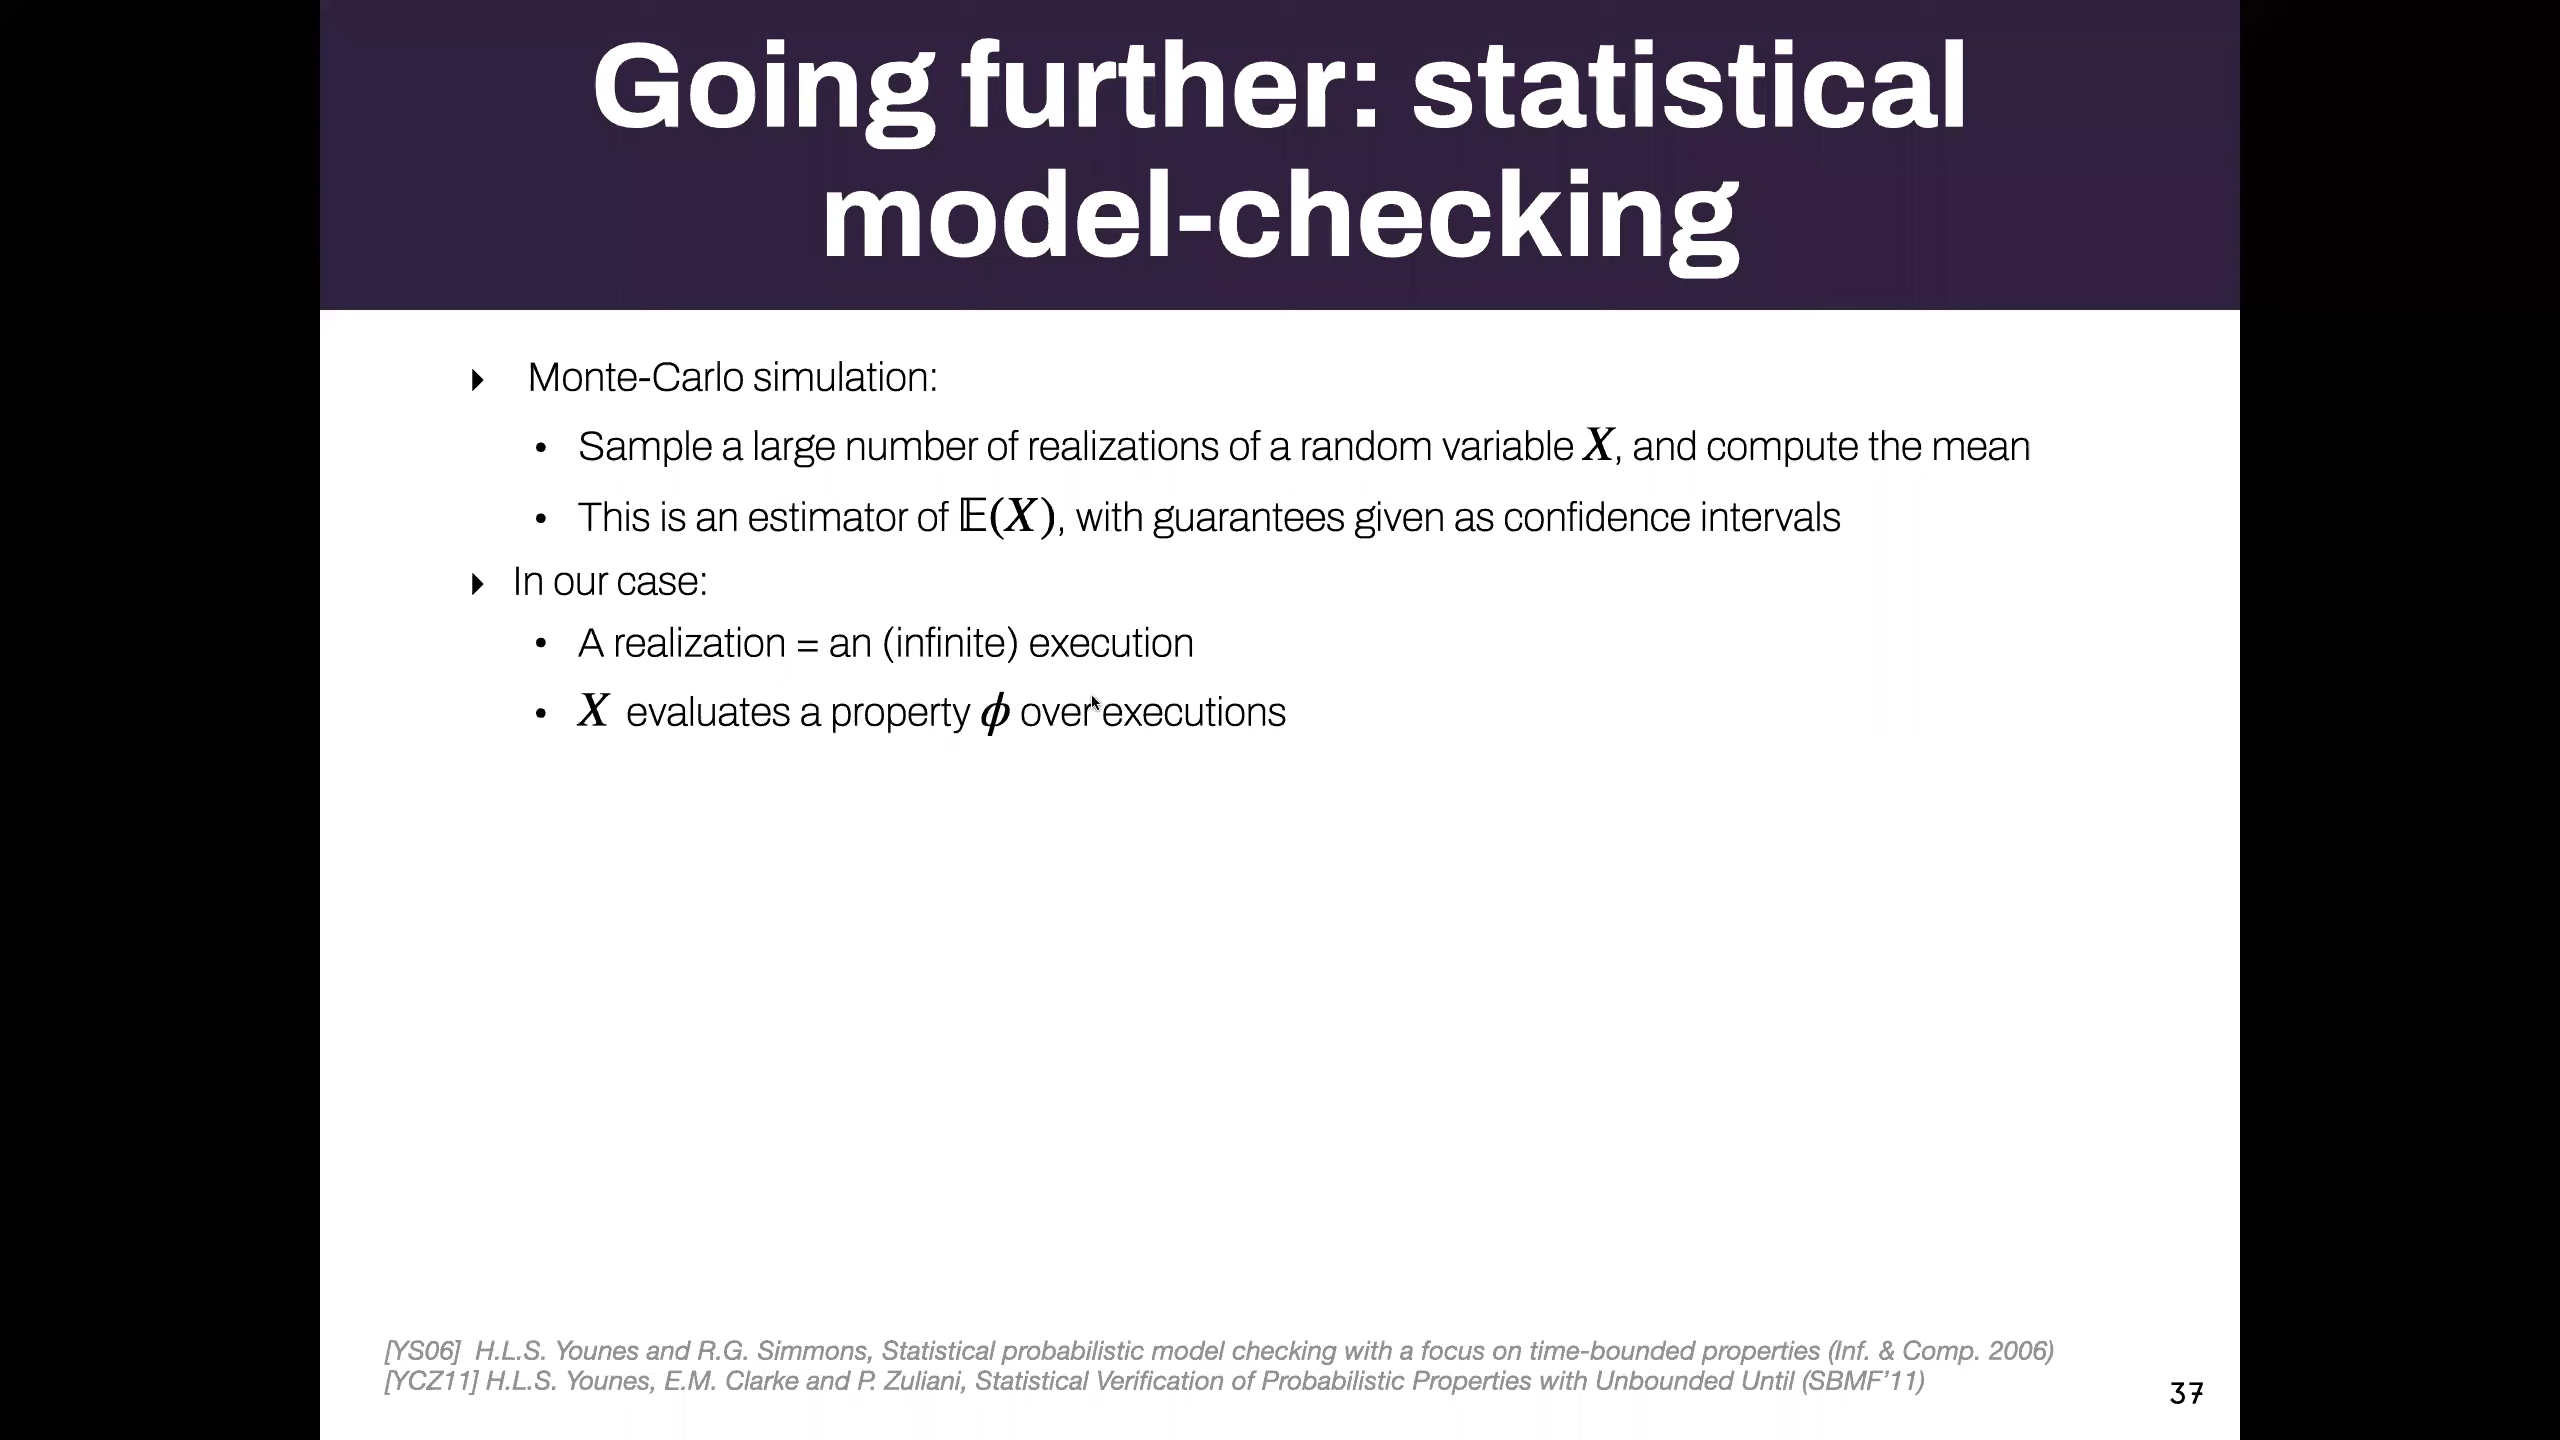 Going further: statistical
model-checking
▸ Monte-Carlo simulation:
• Sample a large number of realizations of a random variable X, and compute the mean
• This is an estimator of 𝔼(X), with guarantees given as confidence intervals
▸ In our case:
• A realization = an (infinite) execution
• X evaluates a property ϕ over executions
[YS06] H.L.S. Younes and R.G. Simmons, Statistical probabilistic model checking with a focus on time-bounded properties (Inf. & Comp. 2006)
[YCZ11] H.L.S. Younes, E.M. Clarke and P. Zuliani, Statistical Verification of Probabilistic Properties with Unbounded Until (SBMF’11)
37